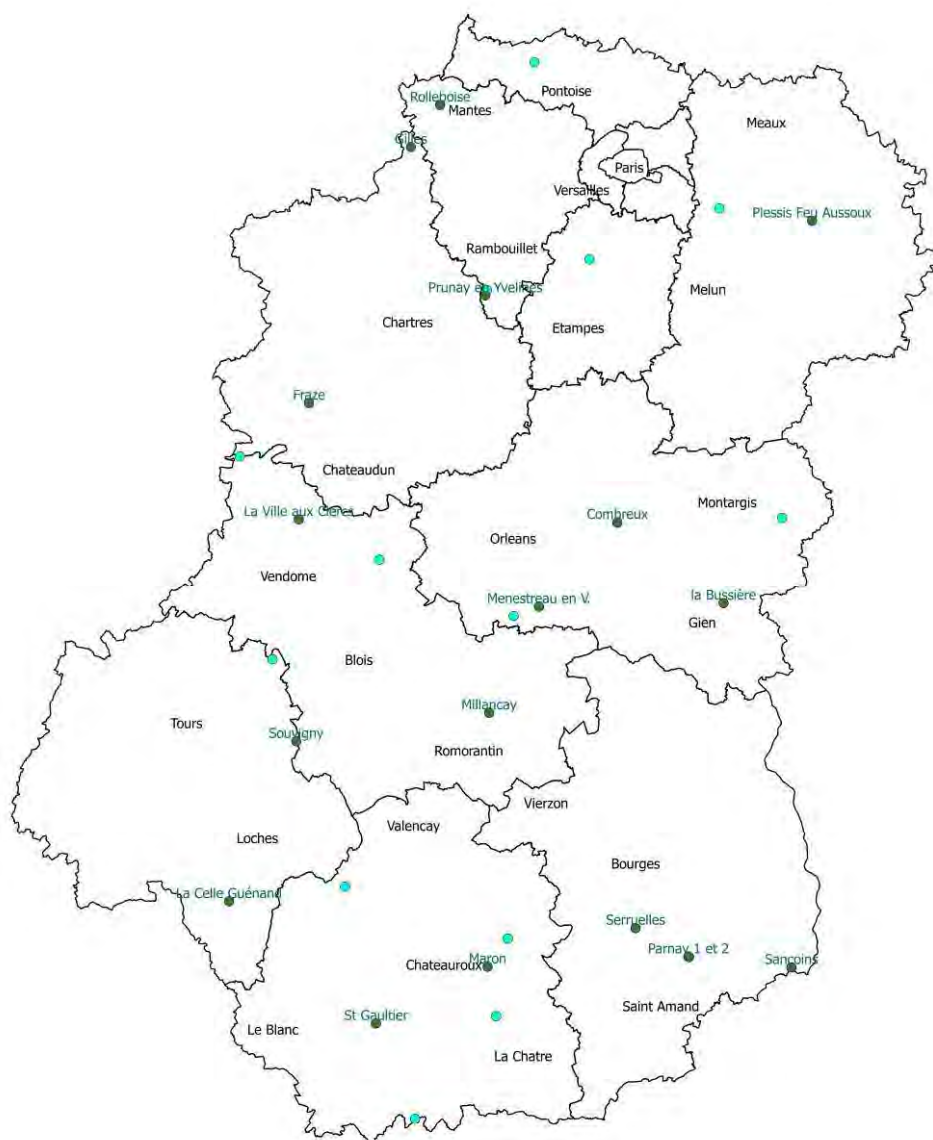 Pontoise
Rolleboise
Mantes
Meaux
Gilles
Paris
Versailles
Plessis Feu Aussoux
Rambouillet
Prunay en Yvelines
Melun
Chartres
Etampes
Fraze
Chateaudun
La Ville aux Clercs
Combreux
Montargis
Orleans
Vendome
Menestreau en V.
la Bussière
Gien
Blois
Millancay
Tours
Souvigny
Romorantin
Vierzon
Valencay
Loches
Bourges
La Celle Guénand
Serruelles
Parnay 1 et 2
Chateauroux
Maron
Sancoins
Saint Amand
St Gaultier
Le Blanc
La Chatre